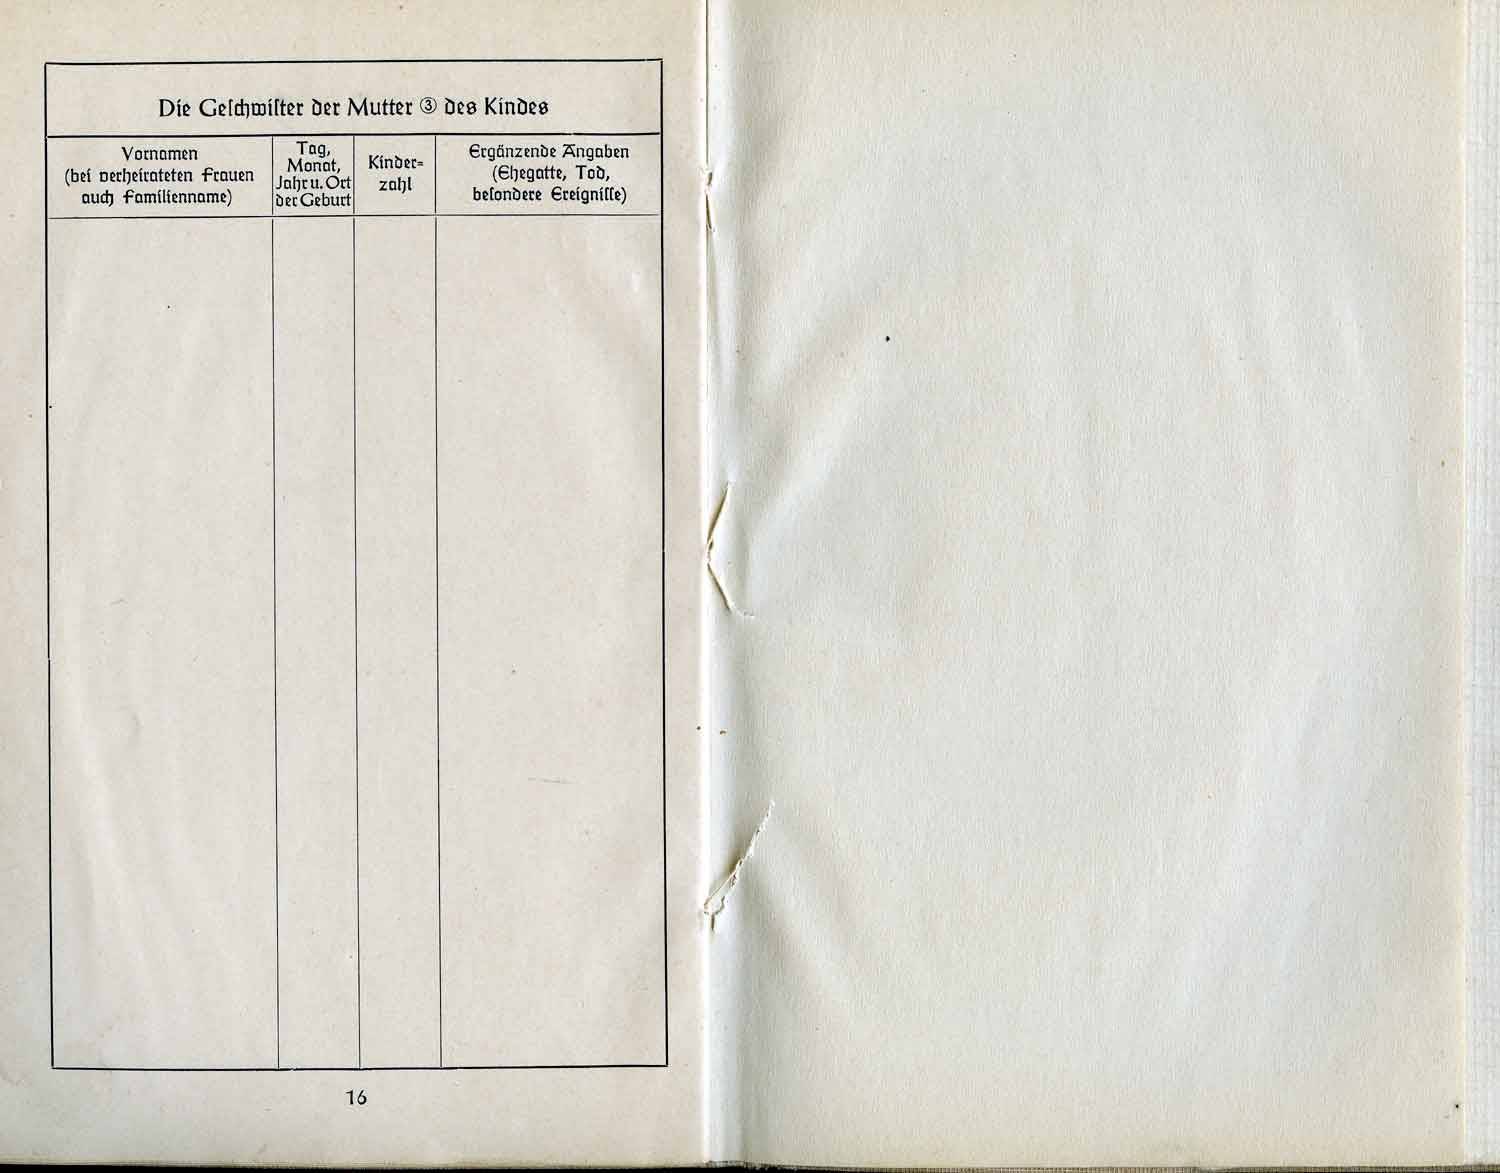 Die Geschwister der Mutter ③ des Kindes
Vornamen
(bei verheirateten Frauen
auch Familienname)
Tag,
Monat,
Jahr u. Ort
der Geburt
Kinder=
zahl
Ergänzende Angaben
(Ehegatte, Tod,
besondere Ereignisse)
16